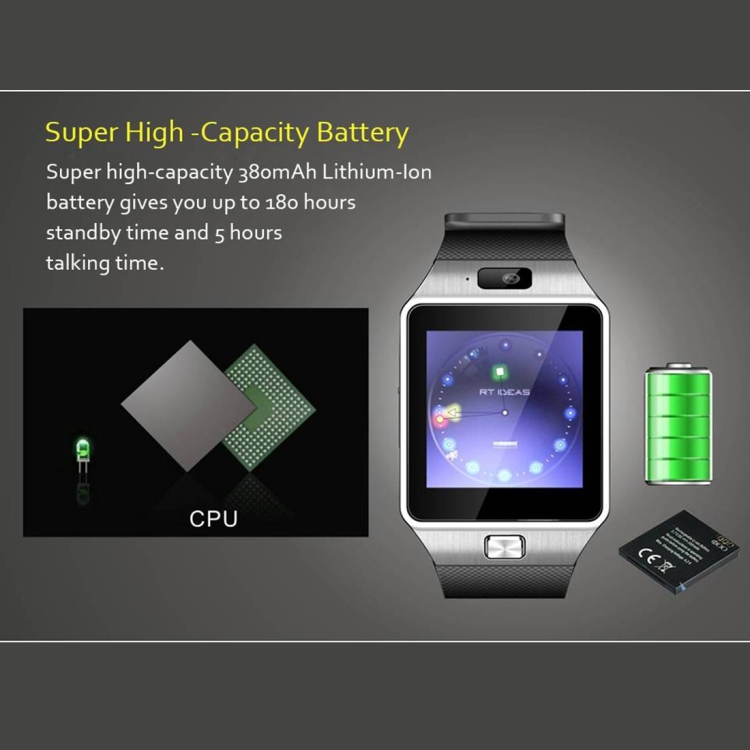 Super High -Capacity Battery
Super high-capacity 380mAh Lithium-Ion
battery gives you up to 180 hours
standby time and 5 hours
talking time.
RT IDEAS
CPU
CE